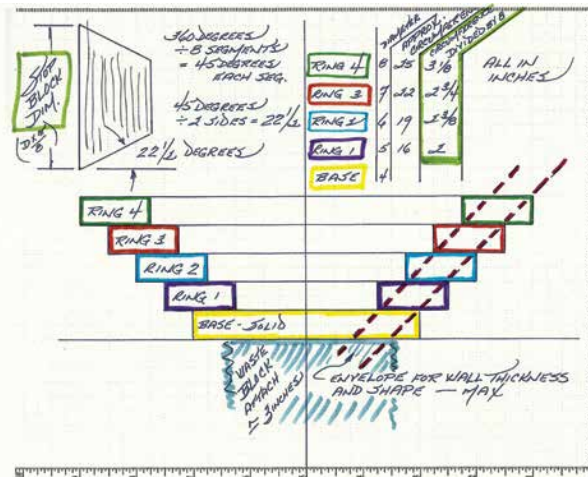 STOP
BLOCK
DIM.
360 DEGREES
÷ 8 SEGMENTS
= 45 DEGREES
EACH SEG.
45 DEGREES
÷ 2 SIDES = 22 1/2
22 1/2 DEGREES
DIAMETER
APPROX.
CIRCUMFERENCE
CIRCUMFERENCE
DIVIDED BY 8
RING 4 8 25 3 1/8
RING 3 7 22 2 3/4
RING 2 6 19 2 3/8
RING 1 5 16 2
BASE 4
ALL IN
INCHES
RING 4
RING 3
RING 2
RING 1
BASE - SOLID
WASTE
BLOCK
ATTACH
≈ 3 INCHES
ENVELOPE FOR WALL THICKNESS
AND SHAPE — MAX